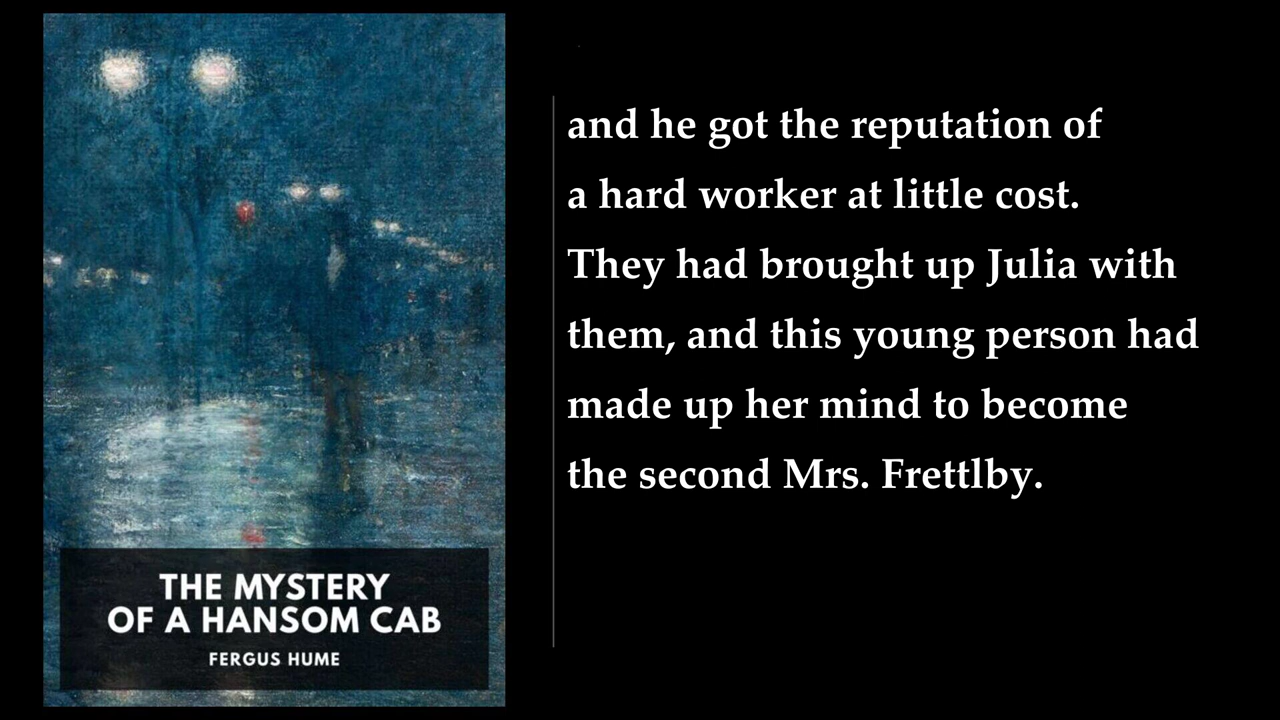 THE MYSTERY
OF A HANSOM CAB
FERGUS HUME
and he got the reputation of
a hard worker at little cost.
They had brought up Julia with
them, and this young person had
made up her mind to become
the second Mrs. Frettlby.